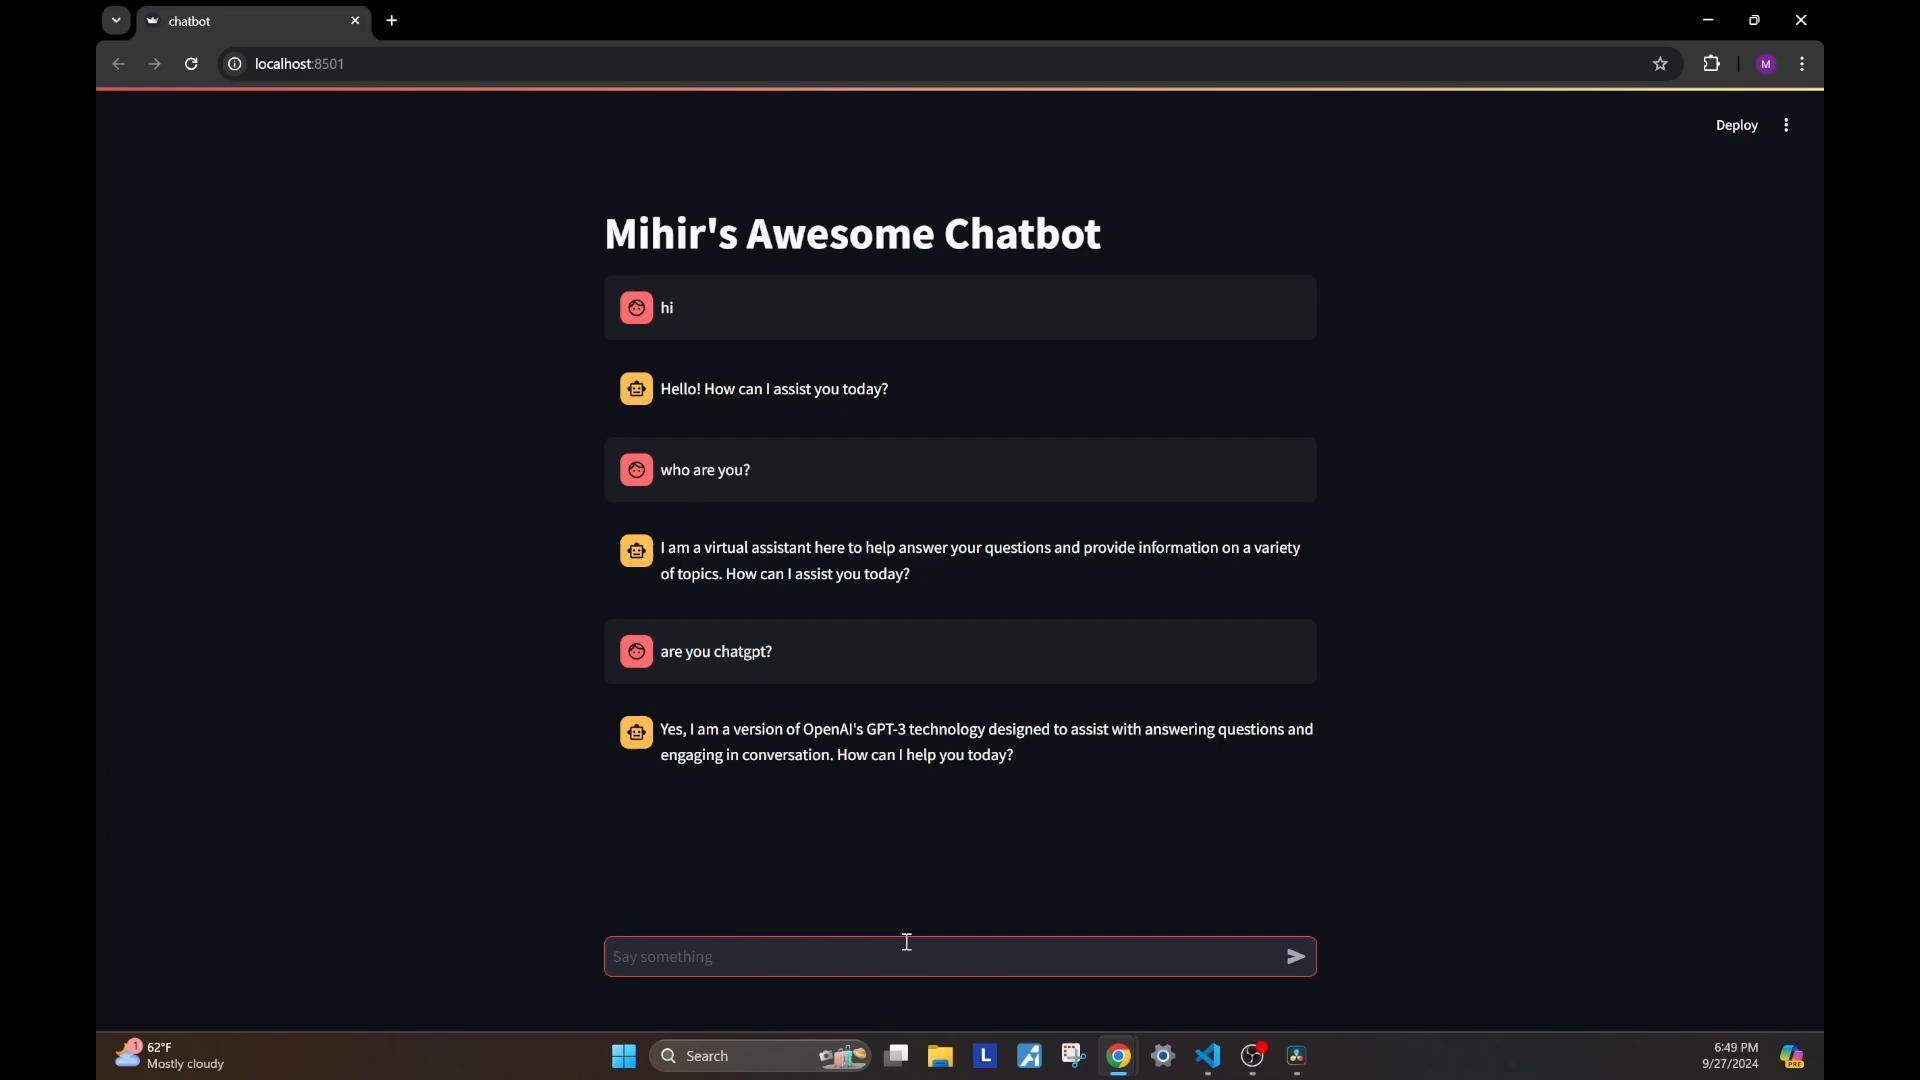 chatbot
localhost:8501
M
Deploy
Mihir's Awesome Chatbot
hi
Hello! How can I assist you today?
who are you?
I am a virtual assistant here to help answer your questions and provide information on a variety
of topics. How can I assist you today?
are you chatgpt?
Yes, I am a version of OpenAI's GPT-3 technology designed to assist with answering questions and
engaging in conversation. How can I help you today?
Say something
1
62°F
Mostly cloudy
Search
L
6:49 PM
9/27/2024
PRE